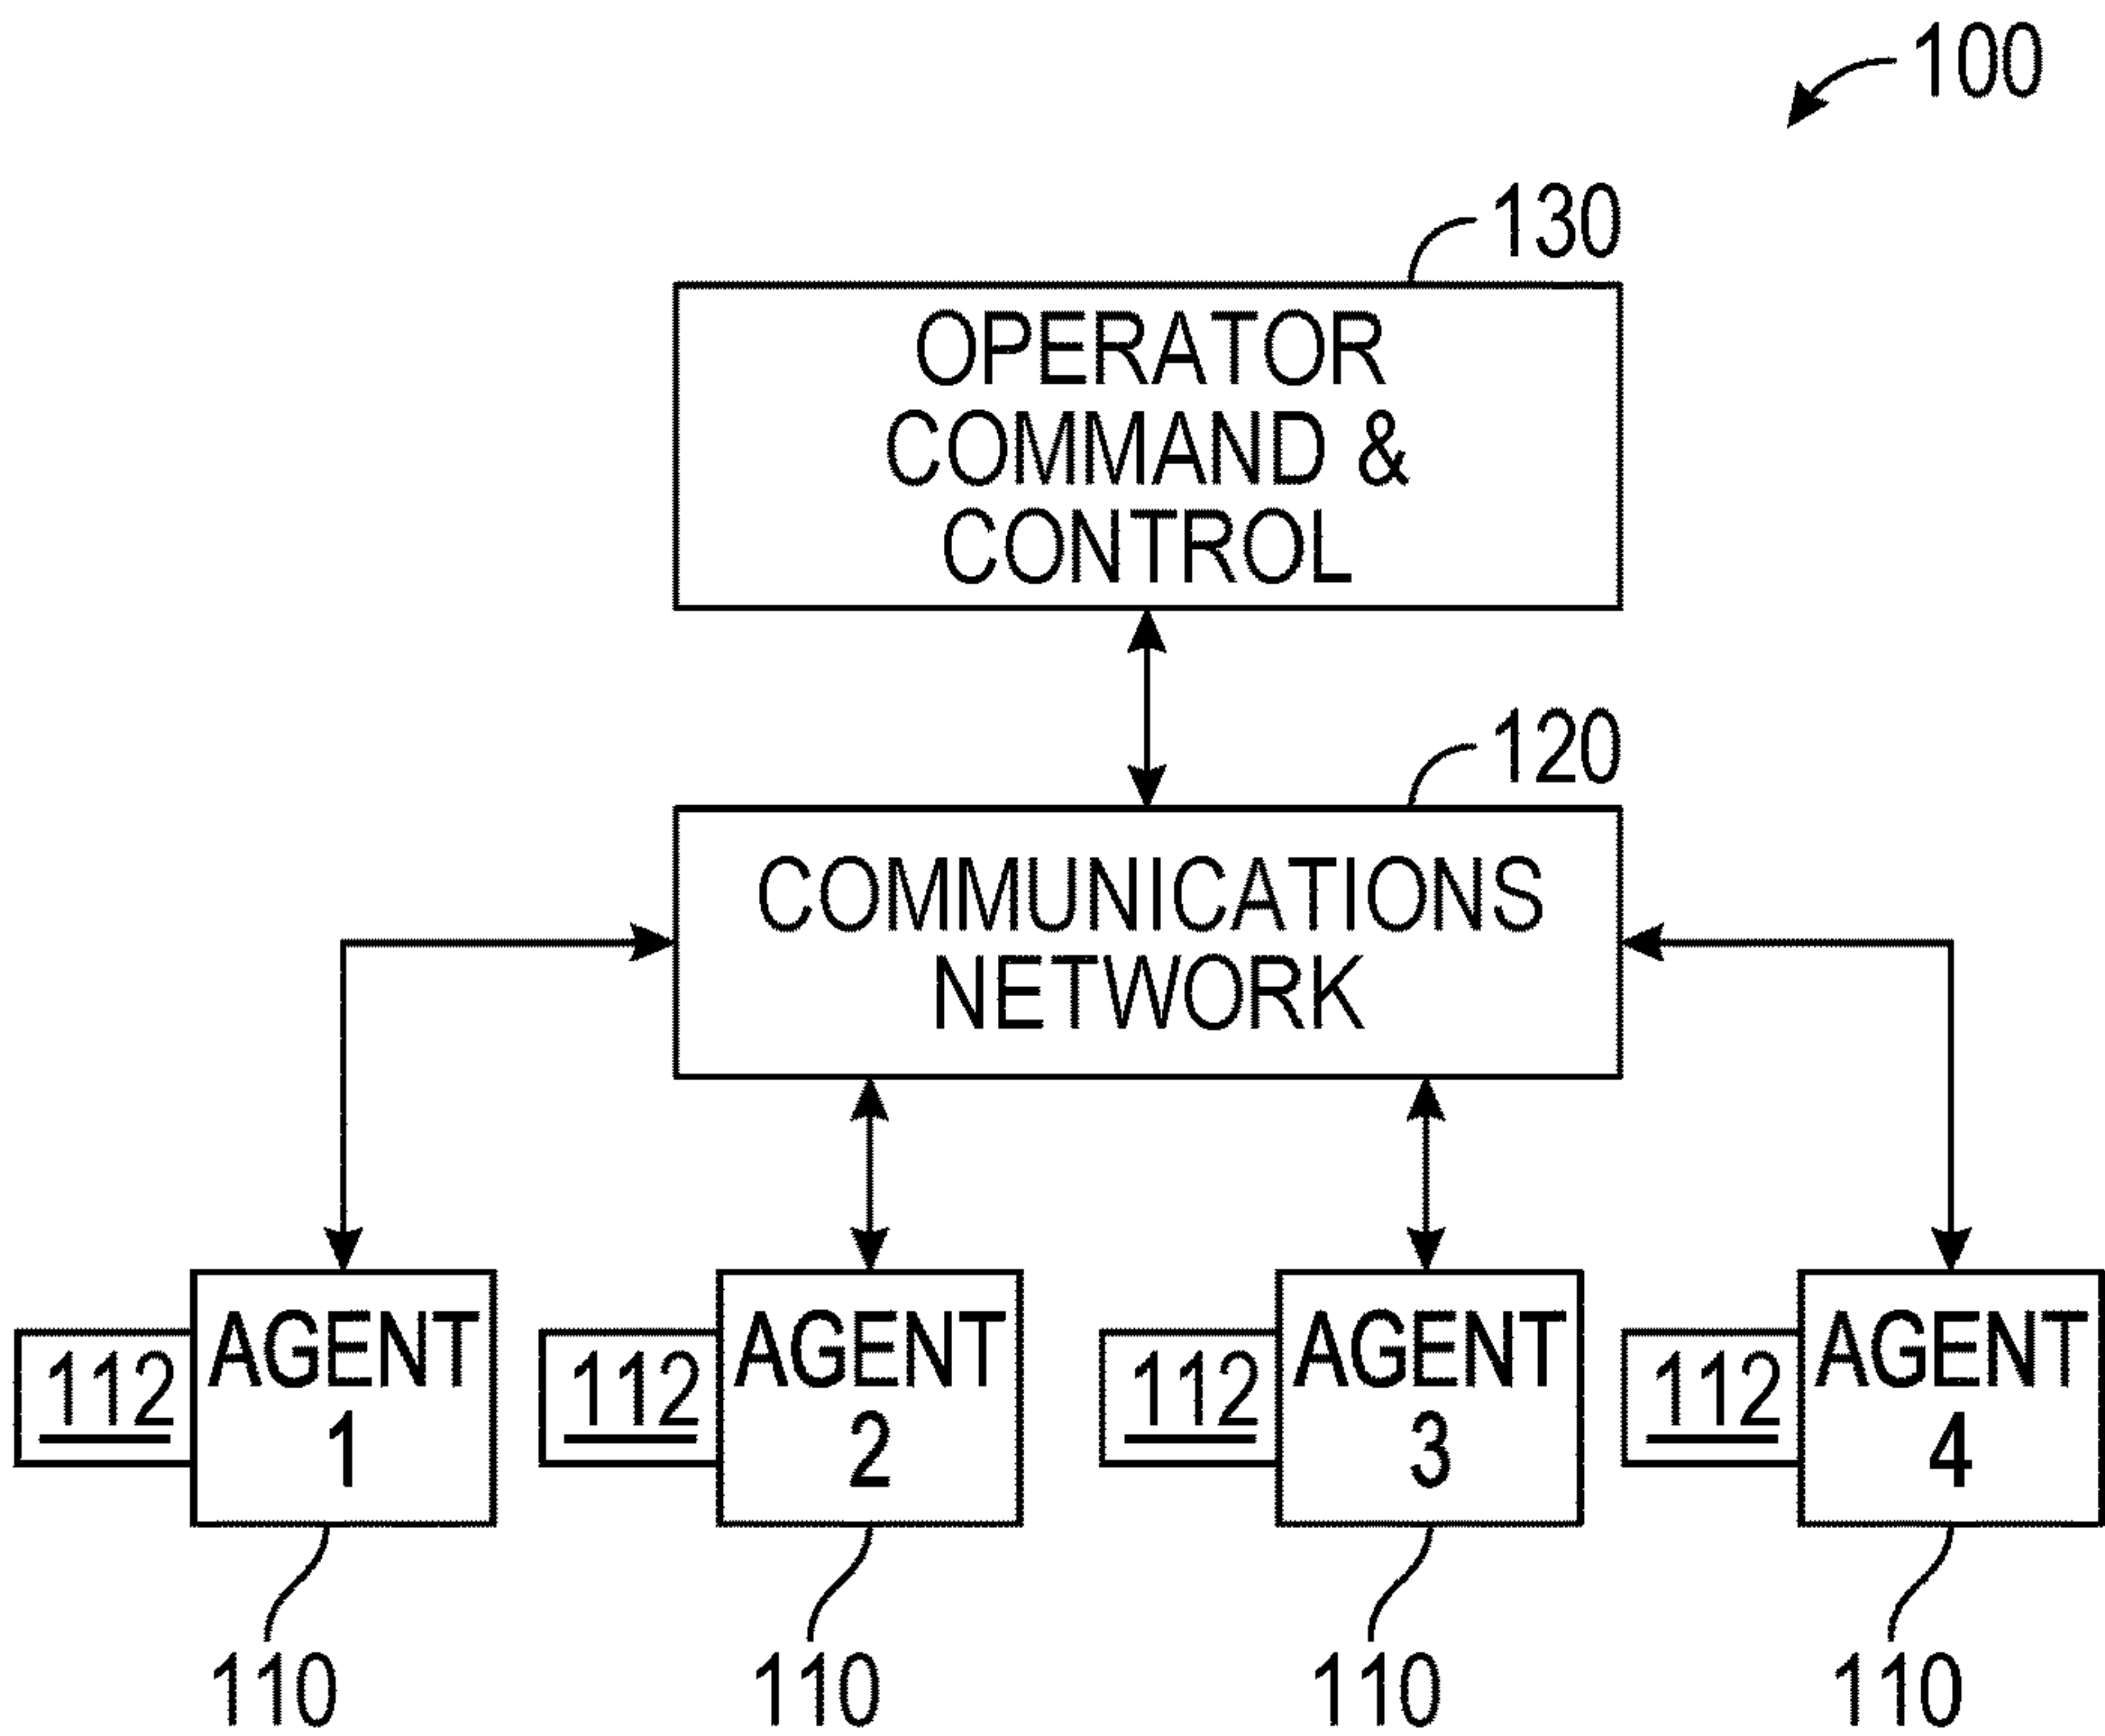 100
130
OPERATOR
COMMAND &
CONTROL
120
COMMUNICATIONS
NETWORK
112 AGENT 112 AGENT 112 AGENT 112 AGENT
1 2 3 4
110 110 110 110